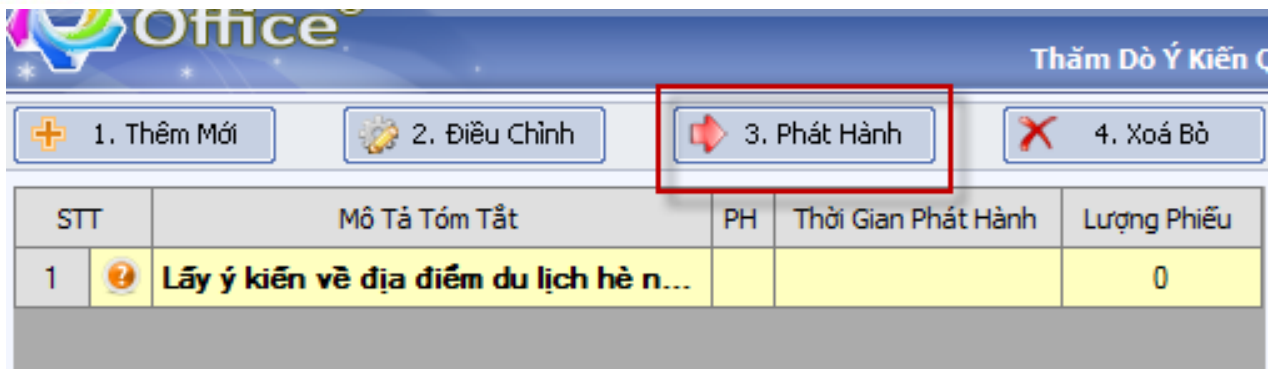 Office®
Thăm Dò Ý Kiến Q
1. Thêm Mới 2. Điều Chỉnh 3. Phát Hành 4. Xoá Bỏ
STT Mô Tả Tóm Tắt PH Thời Gian Phát Hành Lượng Phiếu
1 Lấy ý kiến về địa điểm du lịch hè n... 0